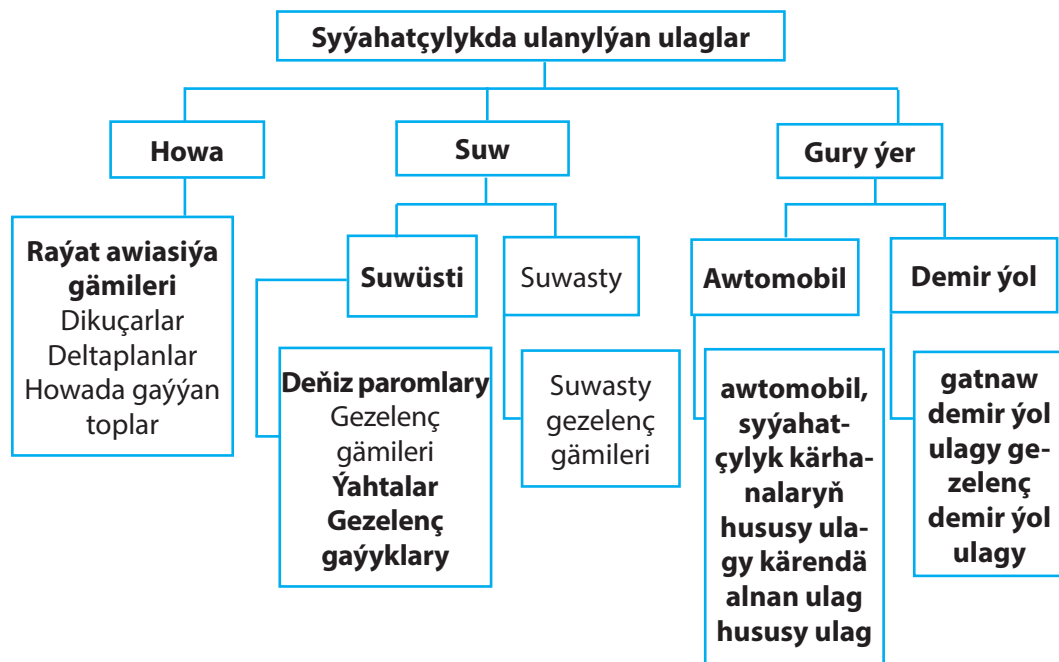 Syýahatçylykda ulanylýan ulaglar
Howa
Suw
Gury ýer
Raýat awiasiýa
gämileri
Dikuçarlar
Deltaplanlar
Howada gaýýan
toplar
Suwüsti
Suwasty
Awtomobil
Demir ýol
Deňiz paromlary
Gezelenç
gämileri
Ýahtalar
Gezelenç
gaýyklary
Suwasty
gezelenç
gämileri
awtomobil,
syýahat-
çylyk kärha-
nalaryň
hususy ula-
gy kärendä
alnan ulag
hususy ulag
gatnaw
demir ýol
ulagy ge-
zelenç
demir ýol
ulagy